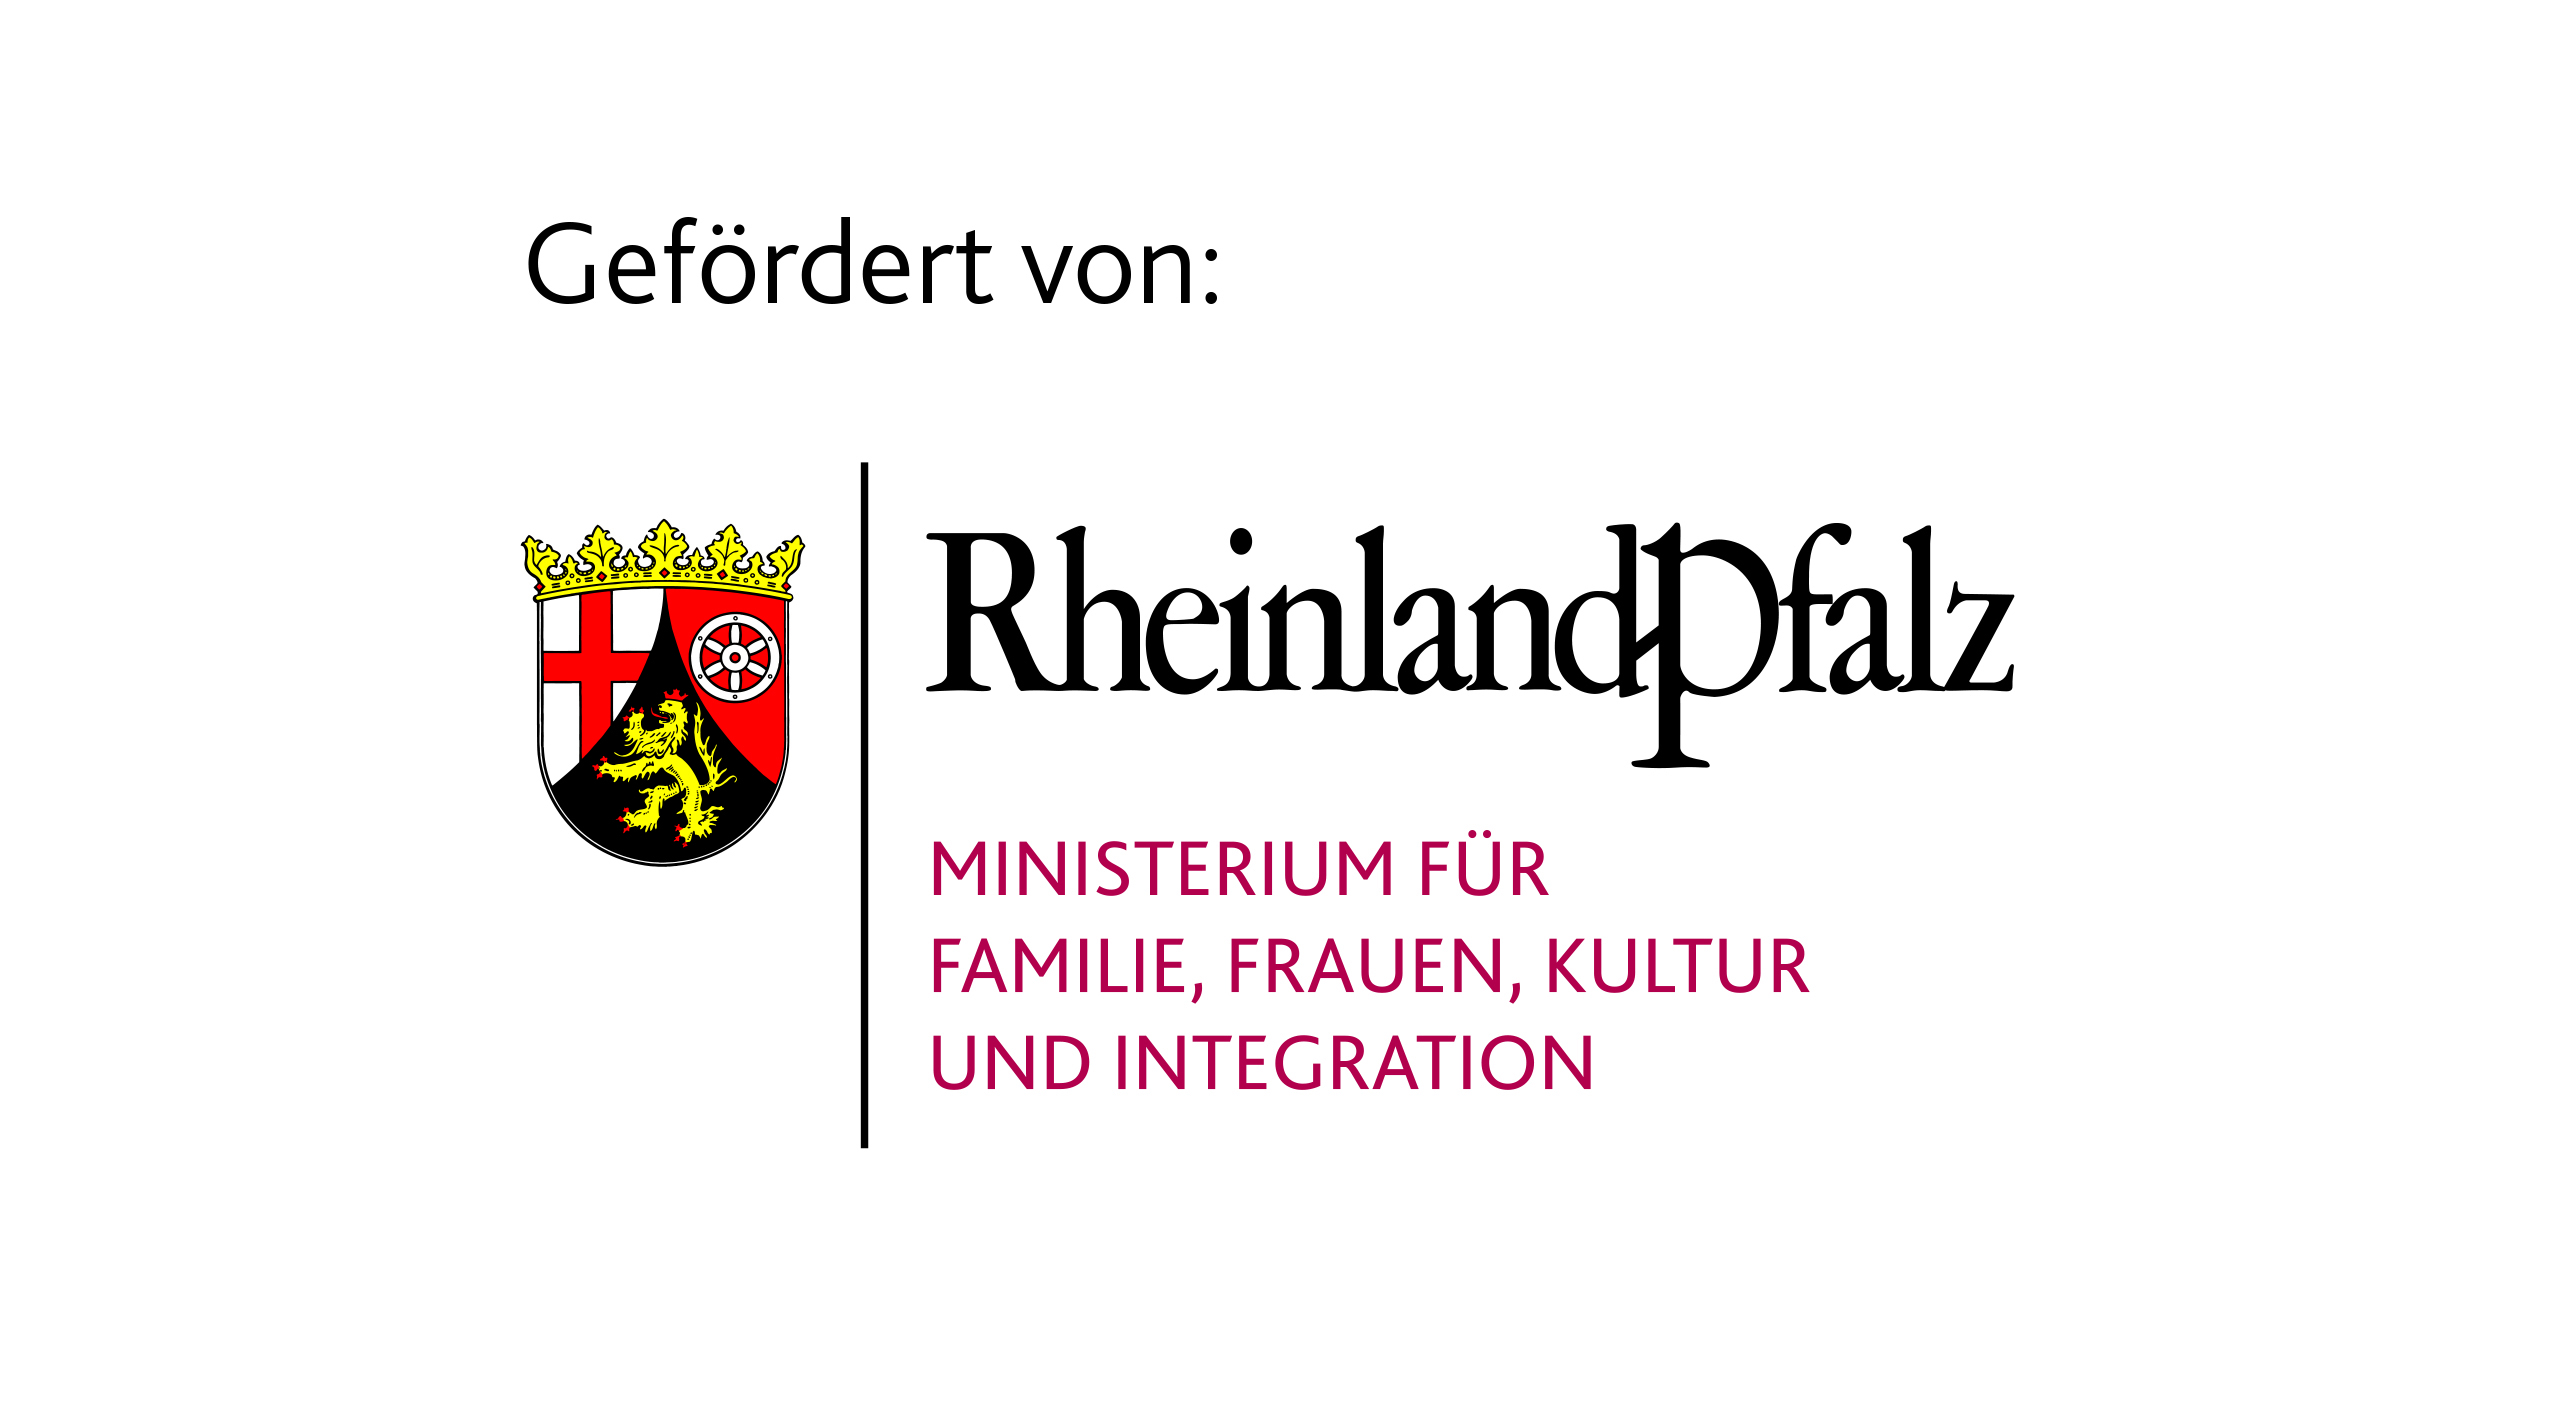 Gefördert von:
RheinlandPfalz
MINISTERIUM FÜR
FAMILIE, FRAUEN, KULTUR
UND INTEGRATION